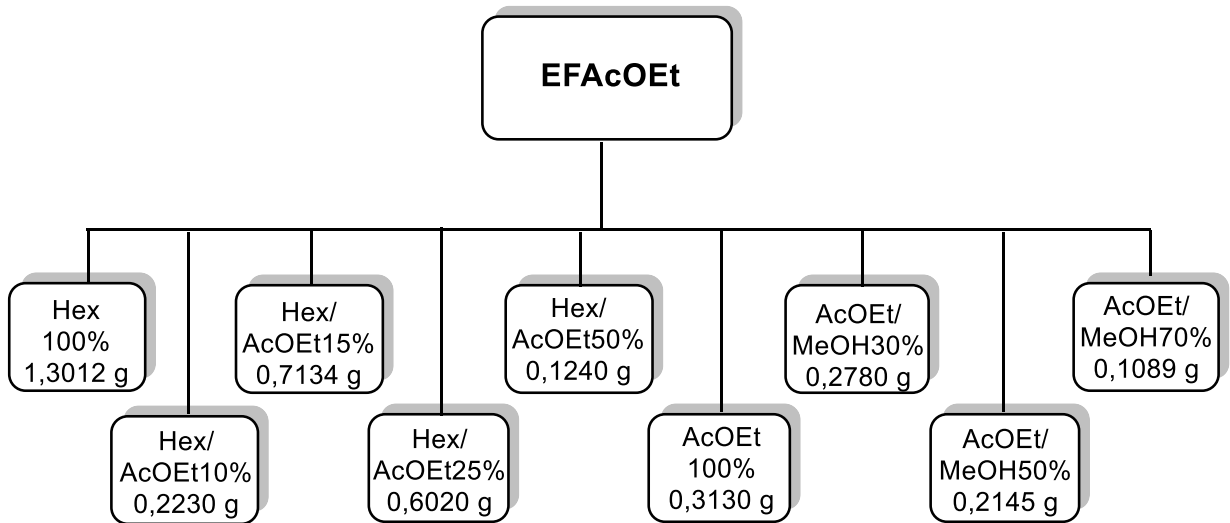 EFAcOEt
Hex
100%
1,3012 g
Hex/
AcOEt10%
0,2230 g
Hex/
AcOEt15%
0,7134 g
Hex/
AcOEt25%
0,6020 g
Hex/
AcOEt50%
0,1240 g
AcOEt
100%
0,3130 g
AcOEt/
MeOH30%
0,2780 g
AcOEt/
MeOH50%
0,2145 g
AcOEt/
MeOH70%
0,1089 g